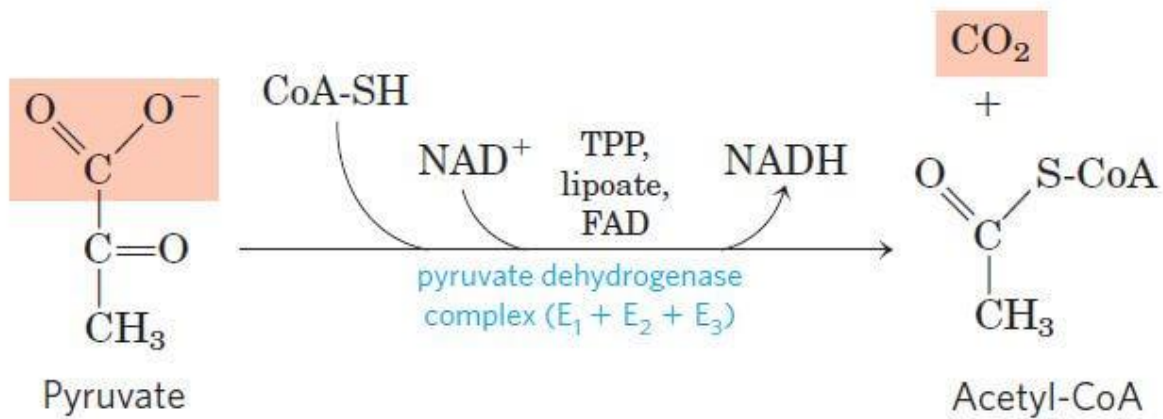 O O⁻
C
C=O
CH₃
Pyruvate
CoA-SH
NAD⁺
TPP,
lipoate,
FAD
NADH
pyruvate dehydrogenase
complex (E₁ + E₂ + E₃)
CO₂
+
O S-CoA
C
CH₃
Acetyl-CoA